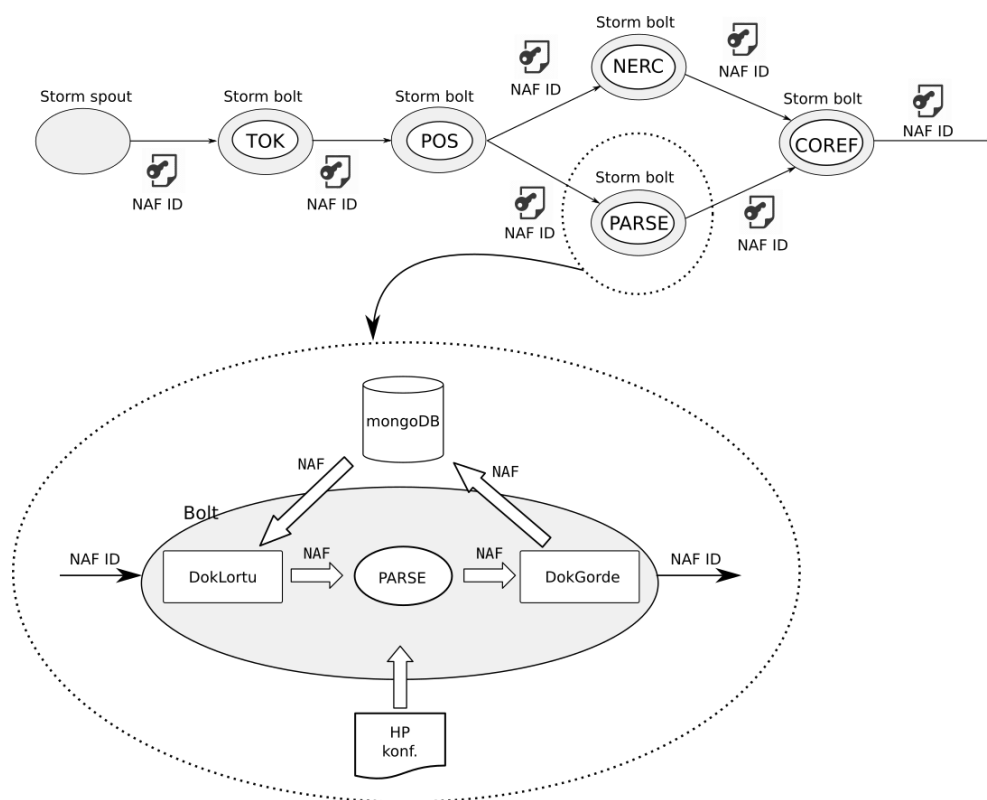 Storm bolt
NERC
NAF ID
NAF ID
Storm spout
Storm bolt
TOK
Storm bolt
POS
Storm bolt
COREF
NAF ID
NAF ID
NAF ID
Storm bolt
PARSE
NAF ID
NAF ID
mongoDB
NAF
NAF
Bolt
NAF ID
DokLortu
NAF
PARSE
NAF
DokGorde
NAF ID
HP
konf.